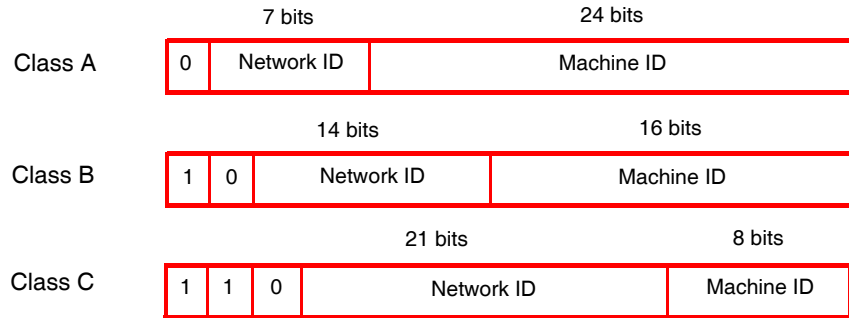 7 bits 24 bits
Class A 0 Network ID Machine ID
14 bits 16 bits
Class B 1 0 Network ID Machine ID
21 bits 8 bits
Class C 1 1 0 Network ID Machine ID